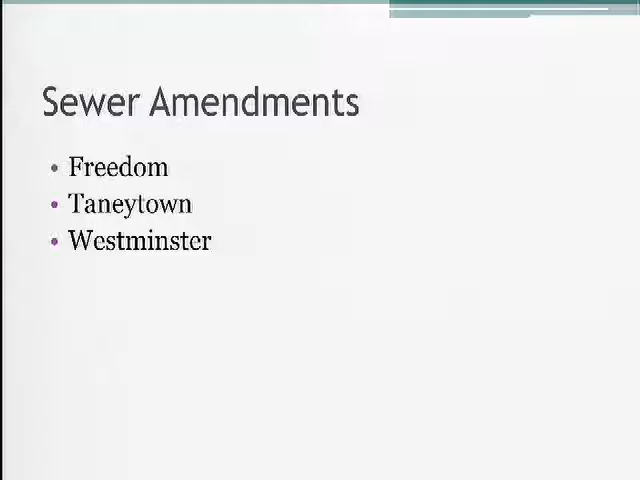 Sewer Amendments
• Freedom
• Taneytown
• Westminster